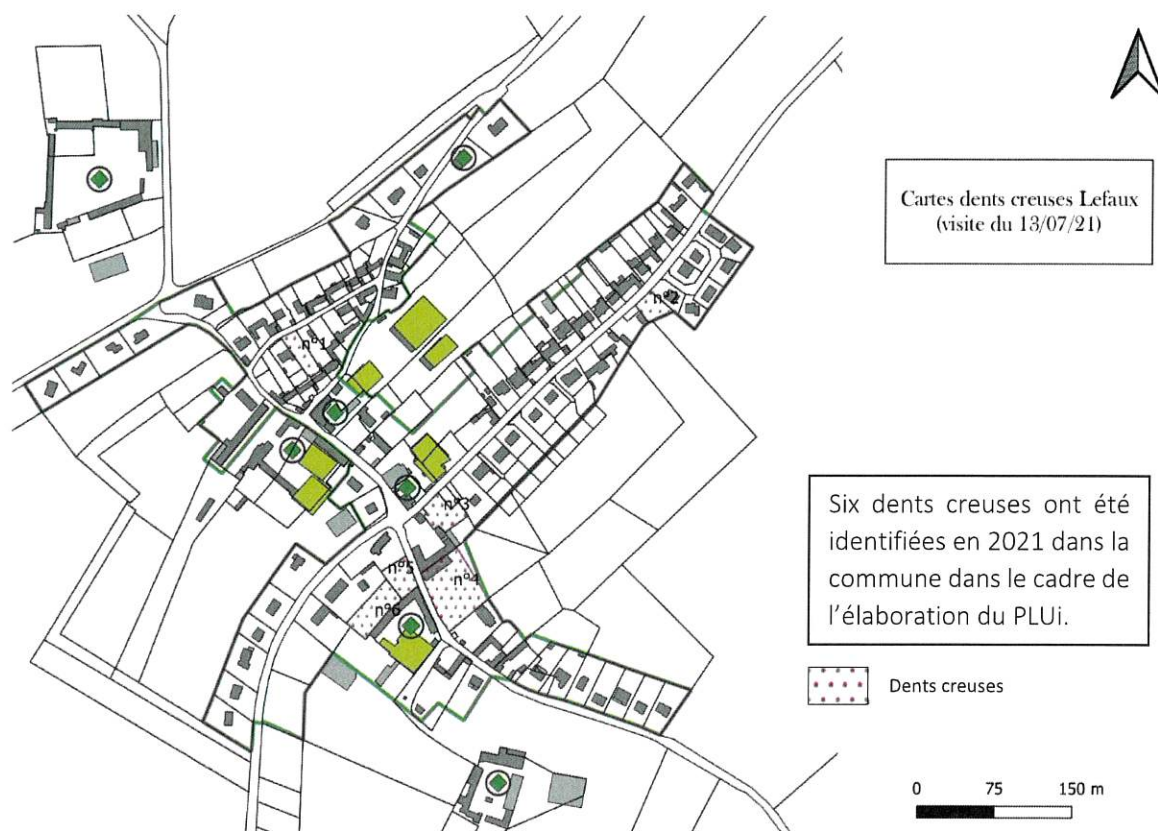 Cartes dents creuses Lefaux
(visite du 13/07/21)
n°1
n°2
n°3
n°4
n°5
n°6
Six dents creuses ont été
identifiées en 2021 dans la
commune dans le cadre de
l'élaboration du PLUi.
Dents creuses
0 75 150 m